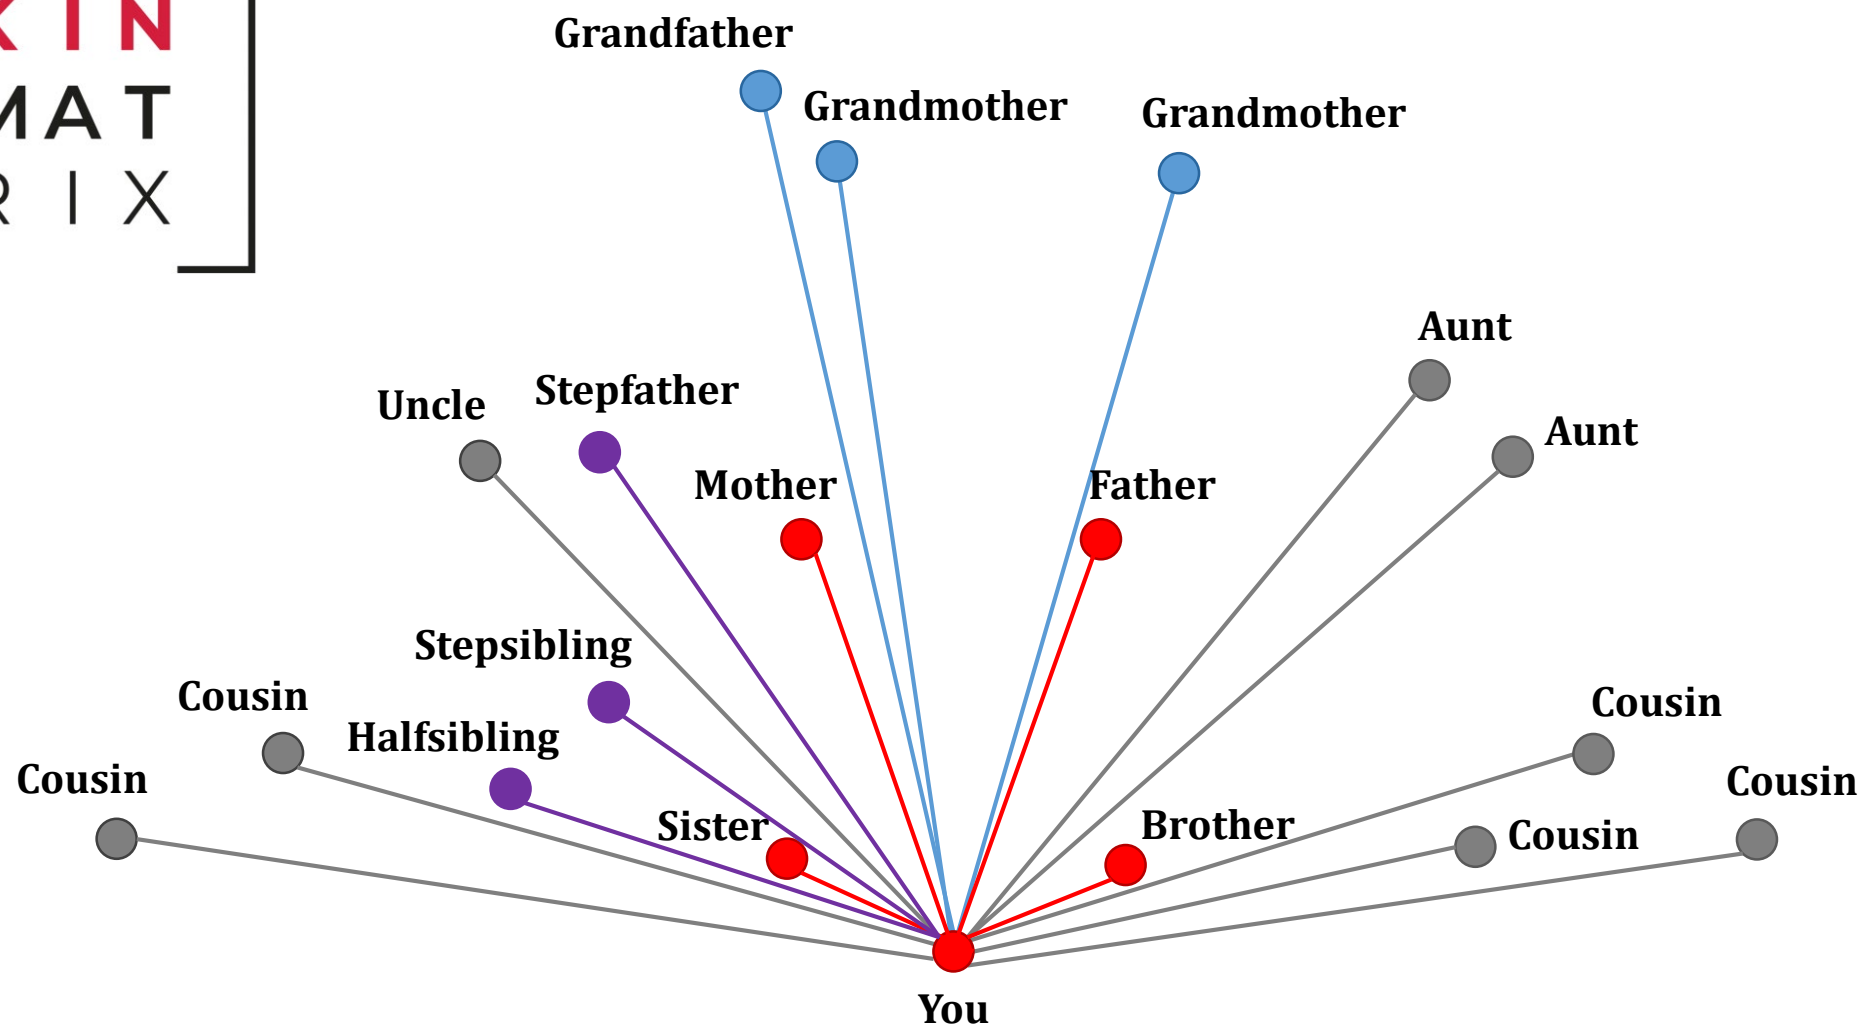 KIN
MAT
RIX
Grandfather
Grandmother
Grandmother
Aunt
Uncle
Stepfather
Aunt
Mother
Father
Stepsibling
Cousin
Cousin
Halfsibling
Cousin
Cousin
Sister
Brother
Cousin
You